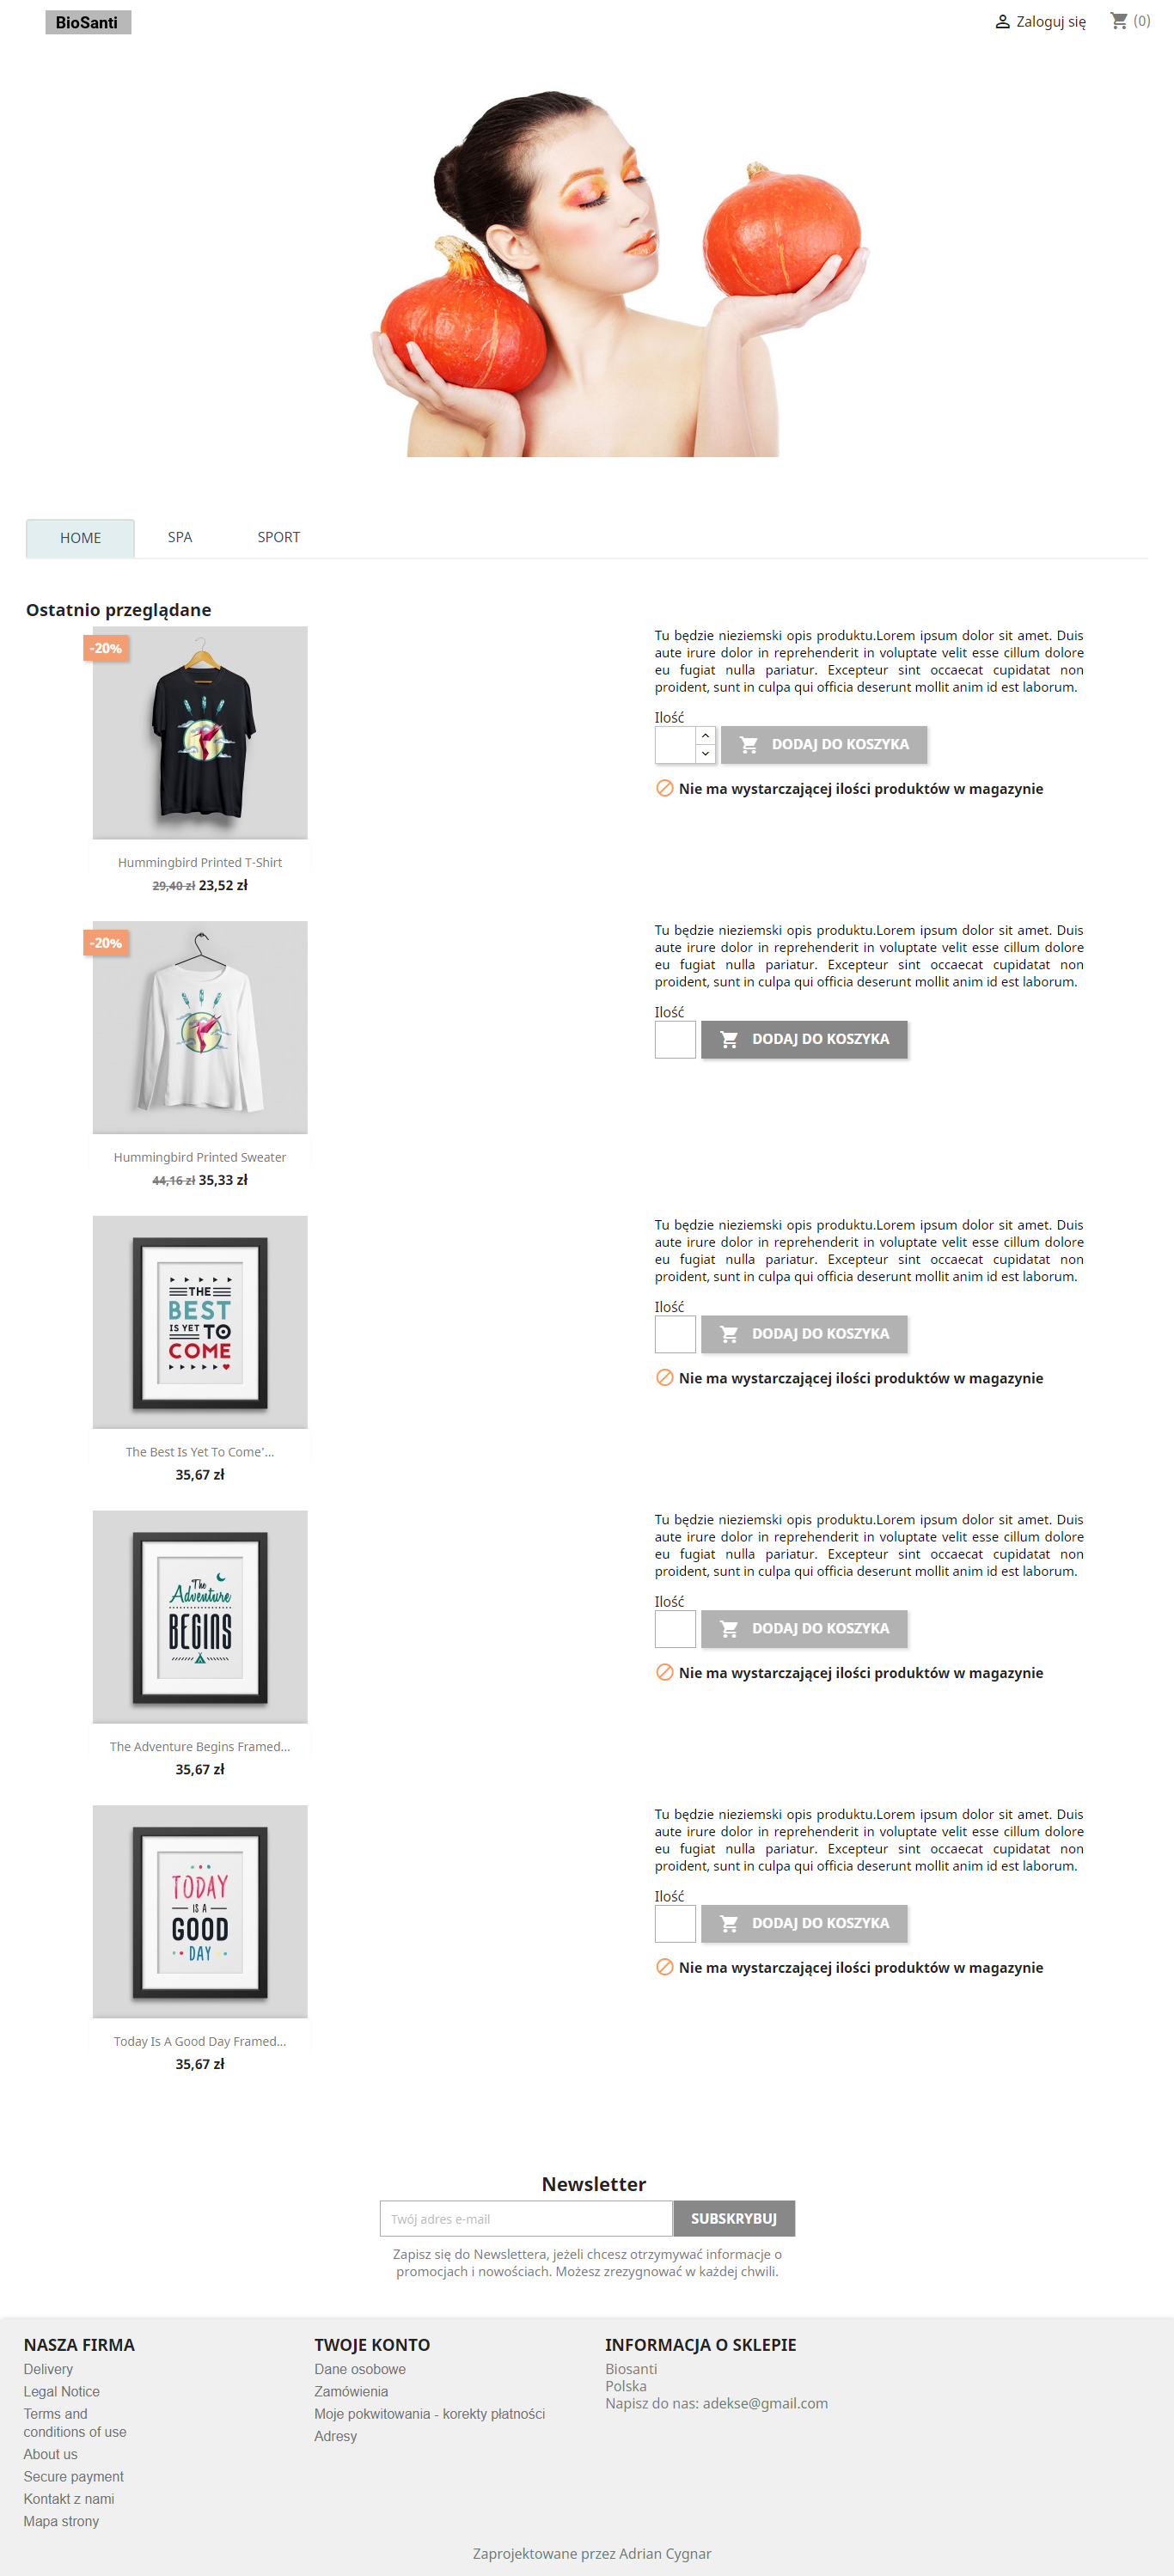 BioSanti
Zaloguj się
(0)
HOME
SPA
SPORT
Ostatnio przeglądane
-20%
Tu będzie nieziemski opis produktu.Lorem ipsum dolor sit amet. Duis
aute irure dolor in reprehenderit in voluptate velit esse cillum dolore
eu fugiat nulla pariatur. Excepteur sint occaecat cupidatat non
proident, sunt in culpa qui officia deserunt mollit anim id est laborum.
Ilość
DODAJ DO KOSZYKA
Nie ma wystarczającej ilości produktów w magazynie
Hummingbird Printed T-Shirt
29,40 zł 23,52 zł
-20%
Tu będzie nieziemski opis produktu.Lorem ipsum dolor sit amet. Duis
aute irure dolor in reprehenderit in voluptate velit esse cillum dolore
eu fugiat nulla pariatur. Excepteur sint occaecat cupidatat non
proident, sunt in culpa qui officia deserunt mollit anim id est laborum.
Ilość
DODAJ DO KOSZYKA
Hummingbird Printed Sweater
44,16 zł 35,33 zł
THE
BEST
IS YET TO
COME
Tu będzie nieziemski opis produktu.Lorem ipsum dolor sit amet. Duis
aute irure dolor in reprehenderit in voluptate velit esse cillum dolore
eu fugiat nulla pariatur. Excepteur sint occaecat cupidatat non
proident, sunt in culpa qui officia deserunt mollit anim id est laborum.
Ilość
DODAJ DO KOSZYKA
Nie ma wystarczającej ilości produktów w magazynie
The Best Is Yet To Come'...
35,67 zł
The
Adventure
BEGINS
Tu będzie nieziemski opis produktu.Lorem ipsum dolor sit amet. Duis
aute irure dolor in reprehenderit in voluptate velit esse cillum dolore
eu fugiat nulla pariatur. Excepteur sint occaecat cupidatat non
proident, sunt in culpa qui officia deserunt mollit anim id est laborum.
Ilość
DODAJ DO KOSZYKA
Nie ma wystarczającej ilości produktów w magazynie
The Adventure Begins Framed...
35,67 zł
TODAY
IS A
GOOD
DAY
Tu będzie nieziemski opis produktu.Lorem ipsum dolor sit amet. Duis
aute irure dolor in reprehenderit in voluptate velit esse cillum dolore
eu fugiat nulla pariatur. Excepteur sint occaecat cupidatat non
proident, sunt in culpa qui officia deserunt mollit anim id est laborum.
Ilość
DODAJ DO KOSZYKA
Nie ma wystarczającej ilości produktów w magazynie
Today Is A Good Day Framed...
35,67 zł
Newsletter
Twój adres e-mail
SUBSKRYBUJ
Zapisz się do Newslettera, jeżeli chcesz otrzymywać informacje o
promocjach i nowościach. Możesz zrezygnować w każdej chwili.
NASZA FIRMA
Delivery
Legal Notice
Terms and
conditions of use
About us
Secure payment
Kontakt z nami
Mapa strony
TWOJE KONTO
Dane osobowe
Zamówienia
Moje pokwitowania - korekty płatności
Adresy
INFORMACJA O SKLEPIE
Biosanti
Polska
Napisz do nas: adekse@gmail.com
Zaprojektowane przez Adrian Cygnar